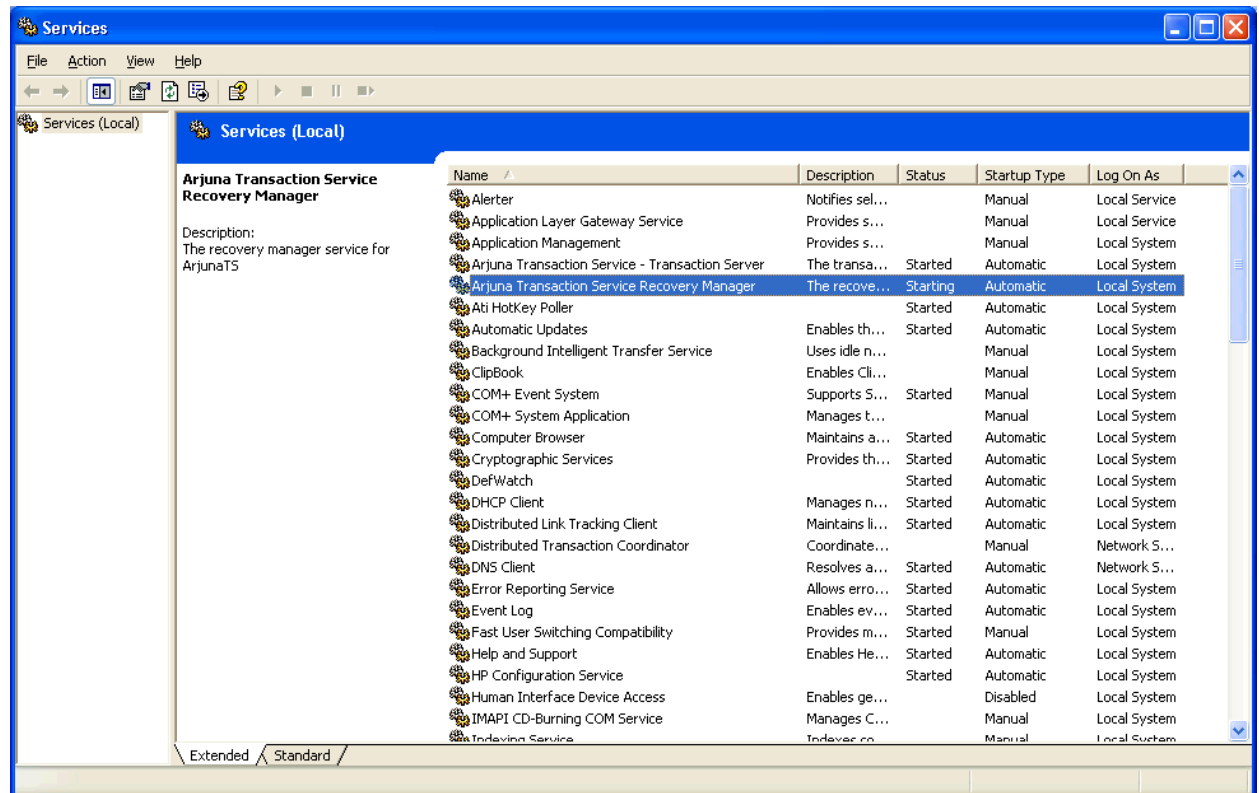 Services
File Action View Help
Services (Local)
Services (Local)
Arjuna Transaction Service
Recovery Manager
Description:
The recovery manager service for
ArjunaTS
Name Description Status Startup Type Log On As
Alerter Notifies sel... Manual Local Service
Application Layer Gateway Service Provides s... Manual Local Service
Application Management Provides s... Manual Local System
Arjuna Transaction Service - Transaction Server The transa... Started Automatic Local System
Arjuna Transaction Service Recovery Manager The recove... Starting Automatic Local System
Ati HotKey Poller Started Automatic Local System
Automatic Updates Enables th... Started Automatic Local System
Background Intelligent Transfer Service Uses idle n... Manual Local System
ClipBook Enables Cli... Manual Local System
COM+ Event System Supports S... Started Manual Local System
COM+ System Application Manages t... Manual Local System
Computer Browser Maintains a... Started Automatic Local System
Cryptographic Services Provides th... Started Automatic Local System
DefWatch Started Automatic Local System
DHCP Client Manages n... Started Automatic Local System
Distributed Link Tracking Client Maintains li... Started Automatic Local System
Distributed Transaction Coordinator Coordinate... Manual Network S...
DNS Client Resolves a... Started Automatic Network S...
Error Reporting Service Allows erro... Started Automatic Local System
Event Log Enables ev... Started Automatic Local System
Fast User Switching Compatibility Provides m... Started Manual Local System
Help and Support Enables He... Started Automatic Local System
HP Configuration Service Started Automatic Local System
Human Interface Device Access Enables ge... Disabled Local System
IMAPI CD-Burning COM Service Manages C... Manual Local System
Indexing Service Indexes co... Manual Local System
Extended Standard